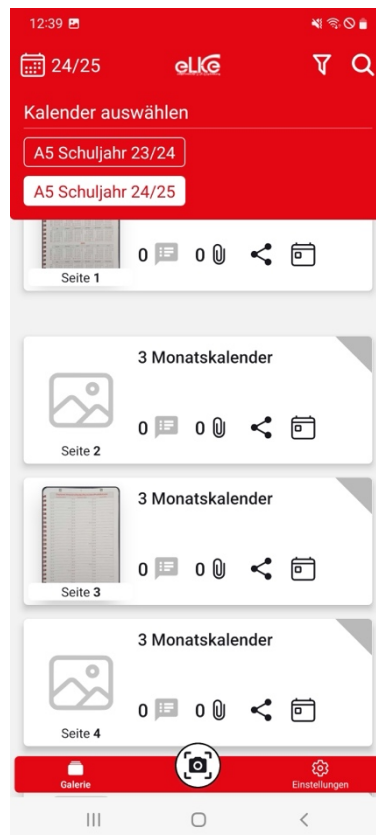 12:39
24/25
eLKe
Kalender auswählen
A5 Schuljahr 23/24
A5 Schuljahr 24/25
0 0
Seite 1
3 Monatskalender
0 0
Seite 2
3 Monatskalender
0 0
Seite 3
3 Monatskalender
0 0
Seite 4
Galerie
Einstellungen